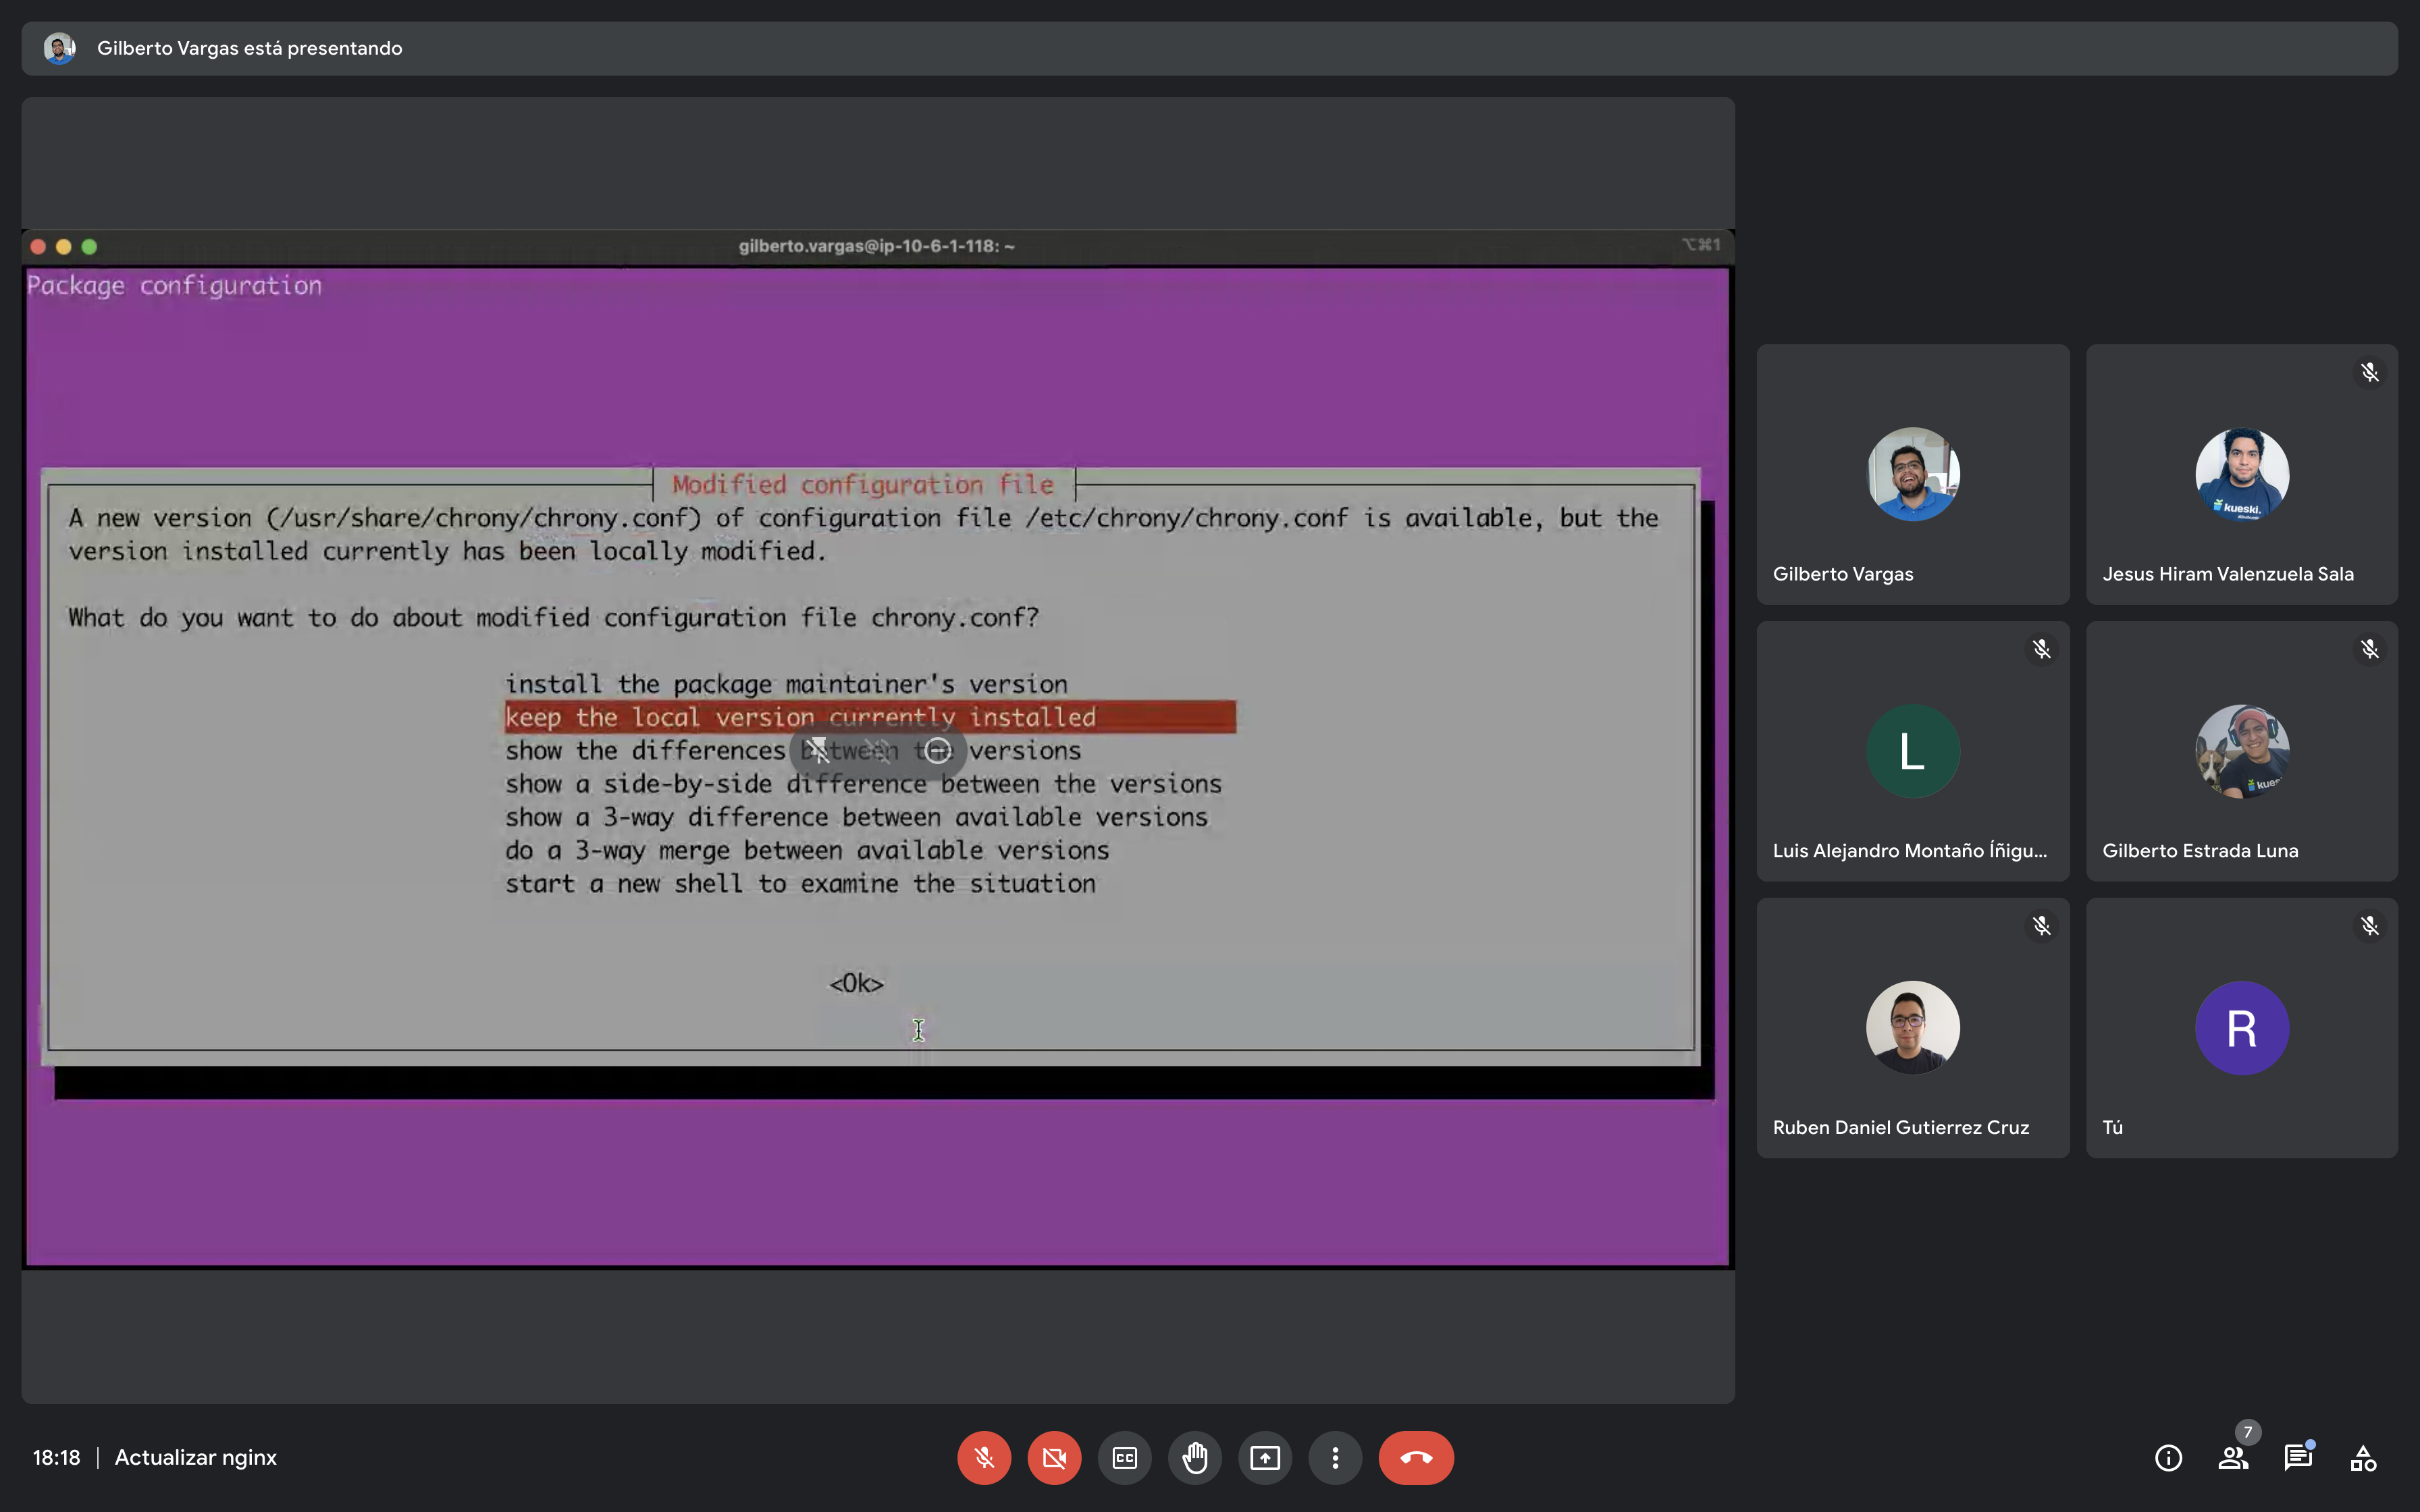 Gilberto Vargas está presentando
gilberto.vargas@ip-10-6-1-118: ~
⌥⌘1
Package configuration
Modified configuration file
A new version (/usr/share/chrony/chrony.conf) of configuration file /etc/chrony/chrony.conf is available, but the
version installed currently has been locally modified.
What do you want to do about modified configuration file chrony.conf?
install the package maintainer's version
keep the local version currently installed
show the differences between the versions
show a side-by-side difference between the versions
show a 3-way difference between available versions
do a 3-way merge between available versions
start a new shell to examine the situation
<Ok>
Gilberto Vargas
kueski.
Jesus Hiram Valenzuela Sala
L
Luis Alejandro Montaño Íñigu...
kues
Gilberto Estrada Luna
Ruben Daniel Gutierrez Cruz
R
Tú
18:18 | Actualizar nginx
CC
7